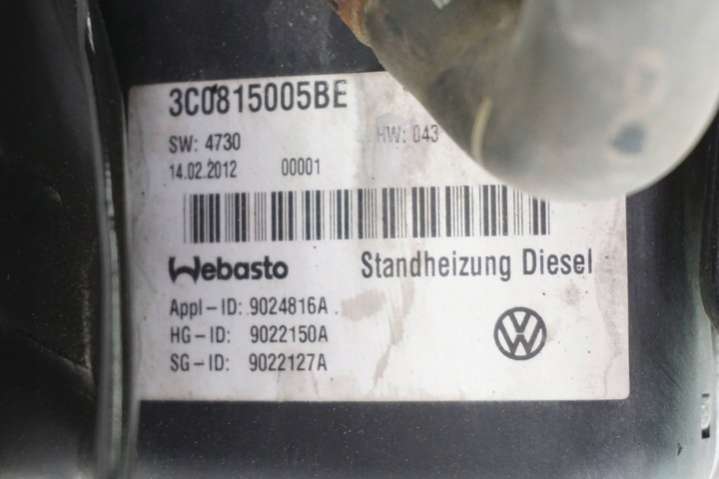 3C0815005BE
SW: 4730 HW: 043
14.02.2012 00001
Webasto Standheizung Diesel
Appl-ID: 9024816A
HG-ID: 9022150A
SG-ID: 9022127A
VW